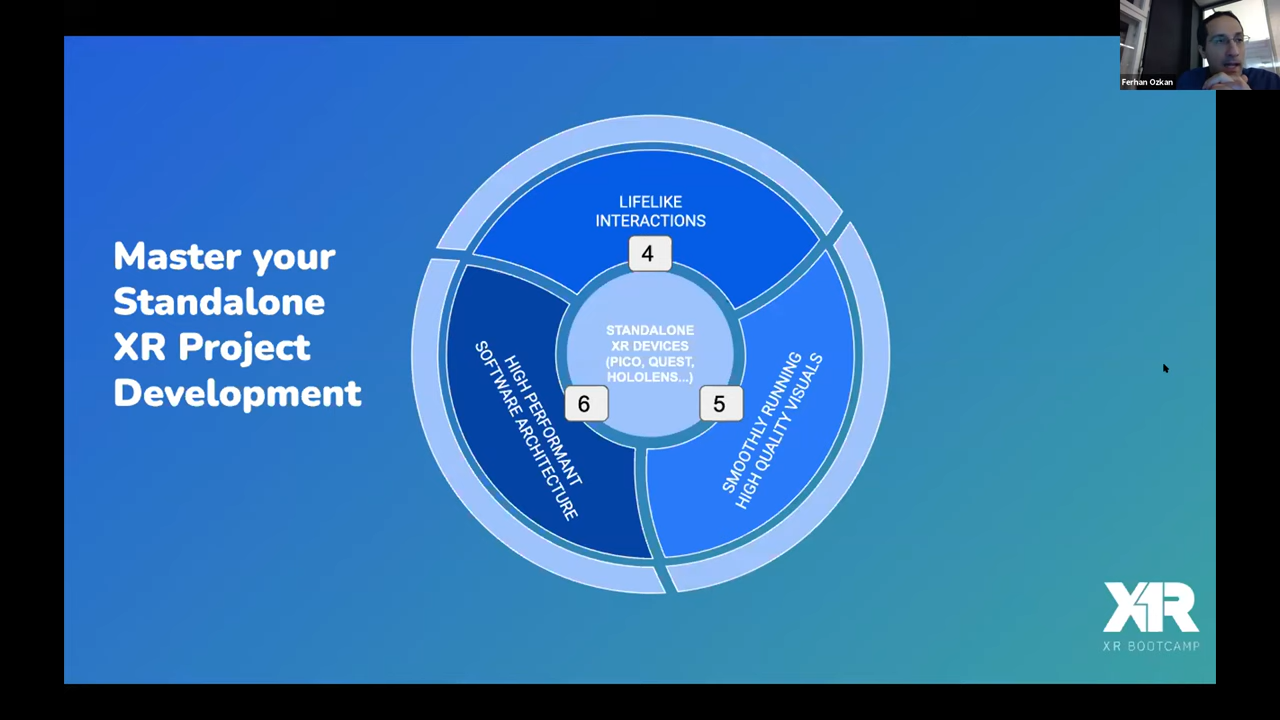 Ferhan Ozkan
Master your
Standalone
XR Project
Development
LIFELIKE
INTERACTIONS
4
STANDALONE
XR DEVICES
(PICO, QUEST,
HOLOLENS...)
6
5
HIGH PERFORMANT
SOFTWARE ARCHITECTURE
SMOOTHLY RUNNING
HIGH QUALITY VISUALS
XR
XR BOOTCAMP